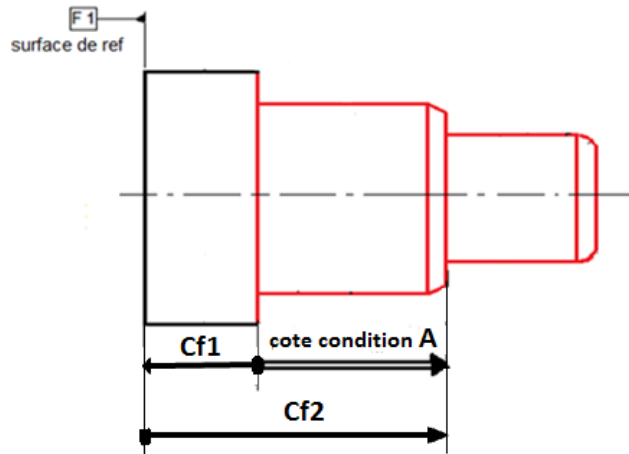 F 1
surface de ref
Cf1
cote condition A
Cf2